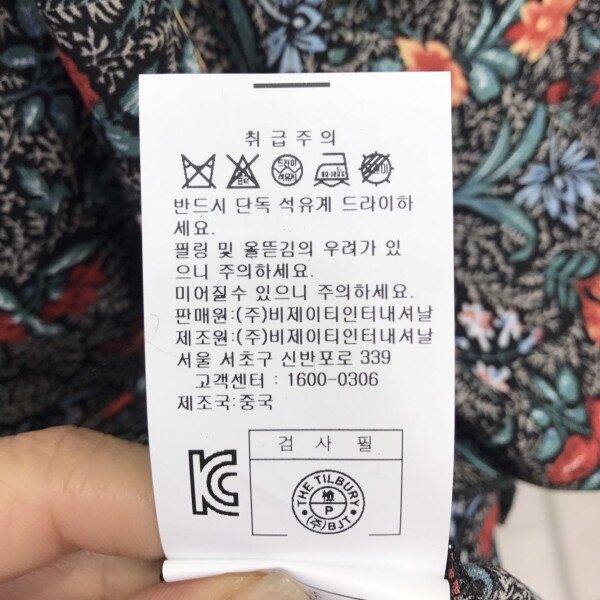 취급주의
드라이
석유계
반드시 단독 석유계 드라이하
세요.
필링 및 올뜯김의 우려가 있
으니 주의하세요.
미어질수 있으니 주의하세요.
판매원:(주)비제이티인터내셔날
제조원:(주)비제이티인터내셔날
서울 서초구 신반포로 339
고객센터 : 1600-0306
제조국:중국
검 사 필
THE TILBURY
檢
P
(주)BJT.